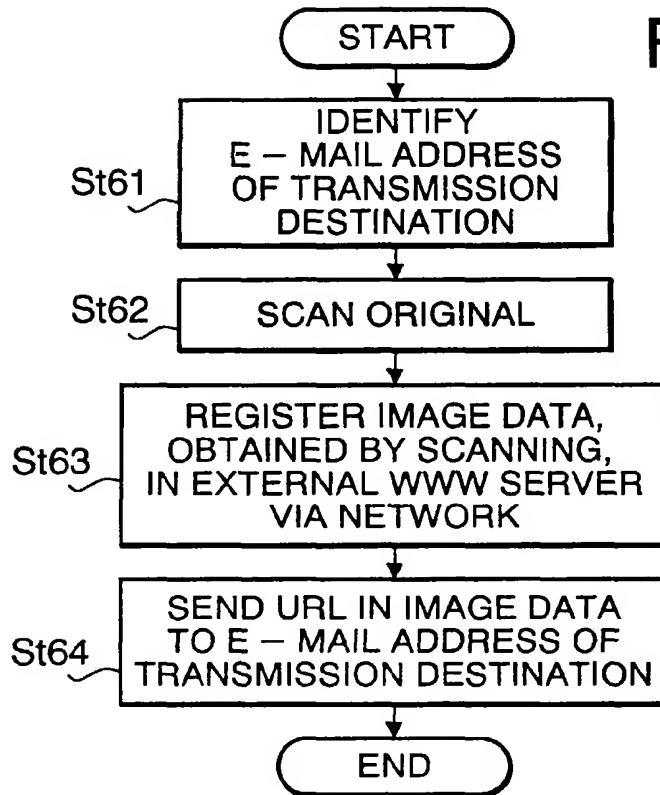 START
IDENTIFY
E – MAIL ADDRESS
OF TRANSMISSION
DESTINATION
St61
SCAN ORIGINAL
St62
REGISTER IMAGE DATA,
OBTAINED BY SCANNING,
IN EXTERNAL WWW SERVER
VIA NETWORK
St63
SEND URL IN IMAGE DATA
TO E – MAIL ADDRESS OF
TRANSMISSION DESTINATION
St64
END